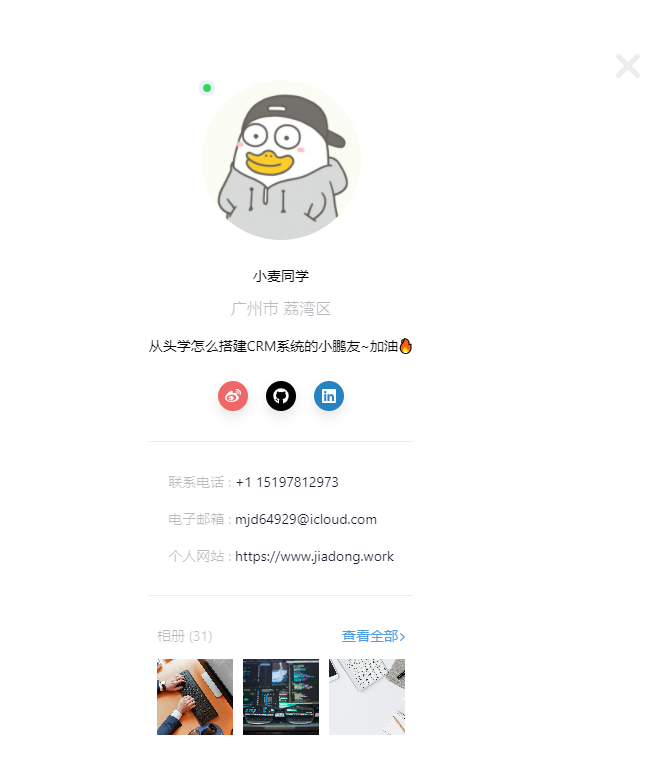 小麦同学
广州市 荔湾区
从头学怎么搭建CRM系统的小鹏友~加油🔥
联系电话 : +1 15197812973
电子邮箱 : mjd64929@icloud.com
个人网站 : https://www.jiadong.work
相册 (31) 查看全部>